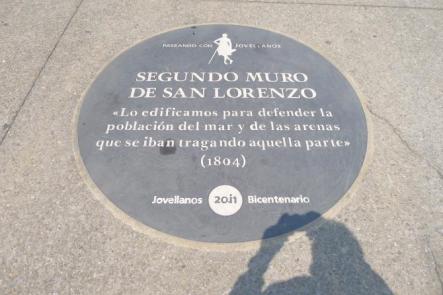 PASEANDO CON JOVELLANOS
SEGUNDO MURO
DE SAN LORENZO
«Lo edificamos para defender la
población del mar y de las arenas
que se iban tragando aquella parte»
(1804)
Jovellanos 2011 Bicentenario